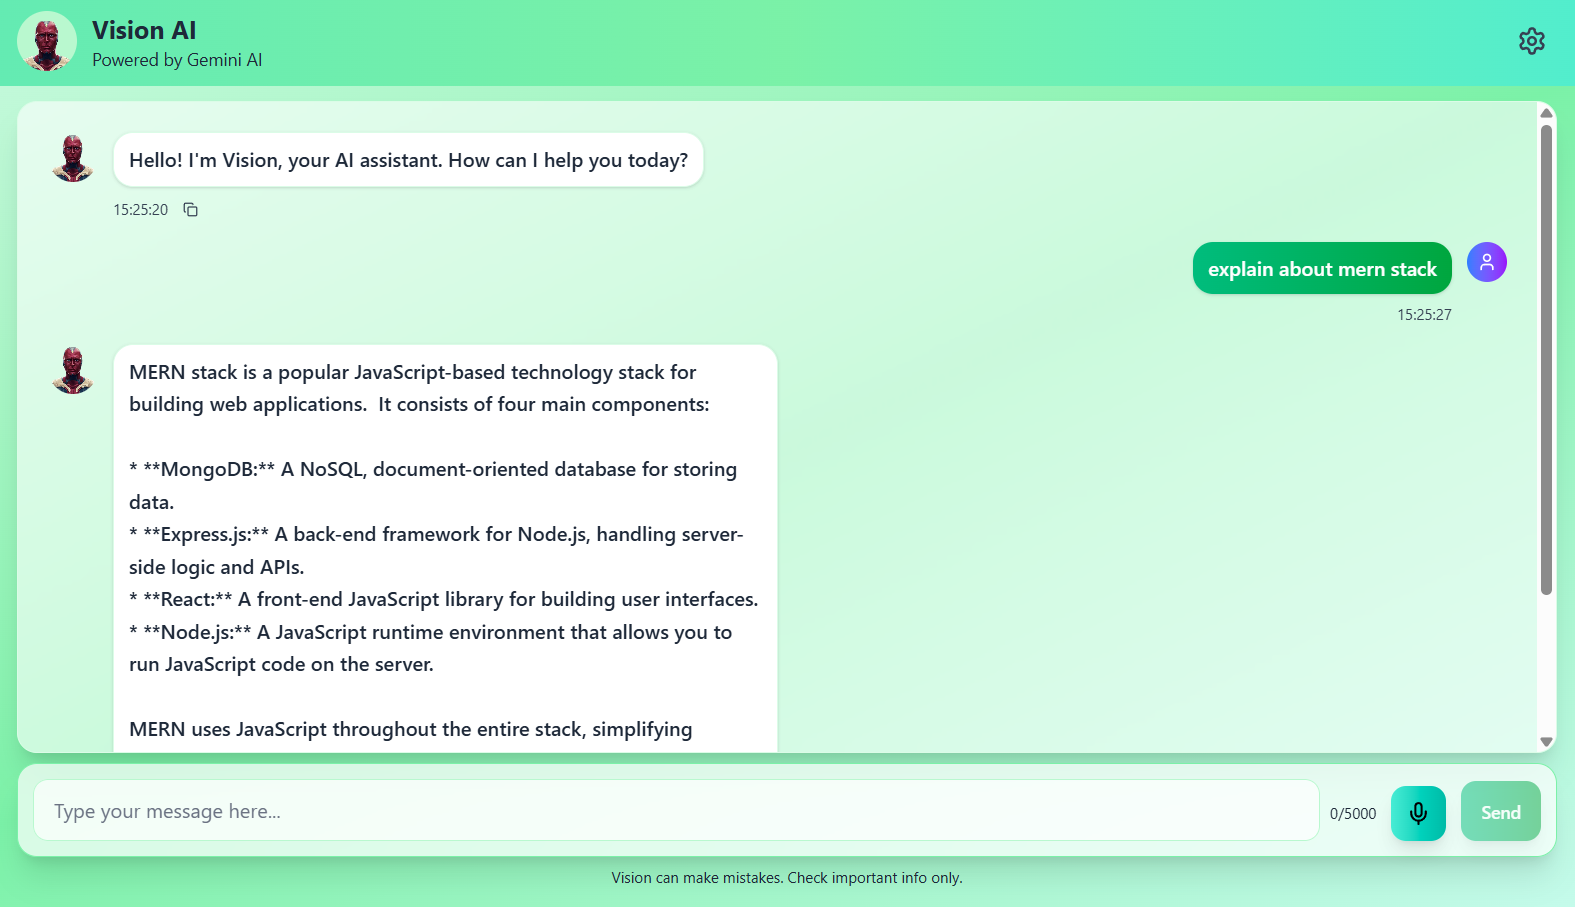 Vision AI
Powered by Gemini AI
Hello! I'm Vision, your AI assistant. How can I help you today?
15:25:20
explain about mern stack
15:25:27
MERN stack is a popular JavaScript-based technology stack for
building web applications.  It consists of four main components:
* **MongoDB:** A NoSQL, document-oriented database for storing
data.
* **Express.js:** A back-end framework for Node.js, handling server-
side logic and APIs.
* **React:** A front-end JavaScript library for building user interfaces.
* **Node.js:** A JavaScript runtime environment that allows you to
run JavaScript code on the server.
MERN uses JavaScript throughout the entire stack, simplifying
Type your message here...
0/5000
Send
Vision can make mistakes. Check important info only.